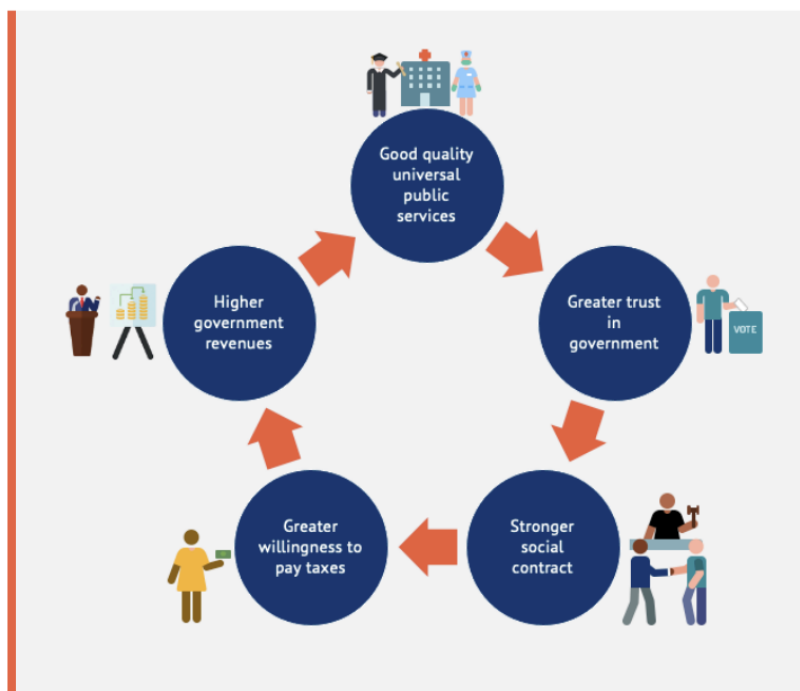 Good quality
universal
public
services
Greater trust
in
government
VOTE
Stronger
social
contract
Greater
willingness to
pay taxes
Higher
government
revenues